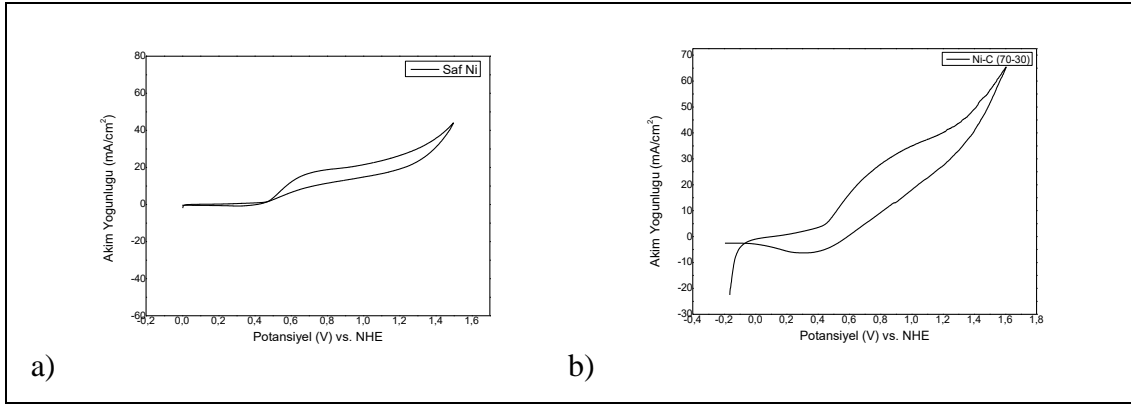 Saf Ni
80
60
40
20
0
-20
-40
-60
-0,2 0,0 0,2 0,4 0,6 0,8 1,0 1,2 1,4 1,6
Akim Yogunlugu (mA/cm²)
Potansiyel (V) vs. NHE
a)
Ni-C (70-30)
70
60
50
40
30
20
10
0
-10
-20
-30
-0,4 -0,2 0,0 0,2 0,4 0,6 0,8 1,0 1,2 1,4 1,6 1,8
Akim Yogunlugu (mA/cm²)
Potansiyel (V) vs. NHE
b)